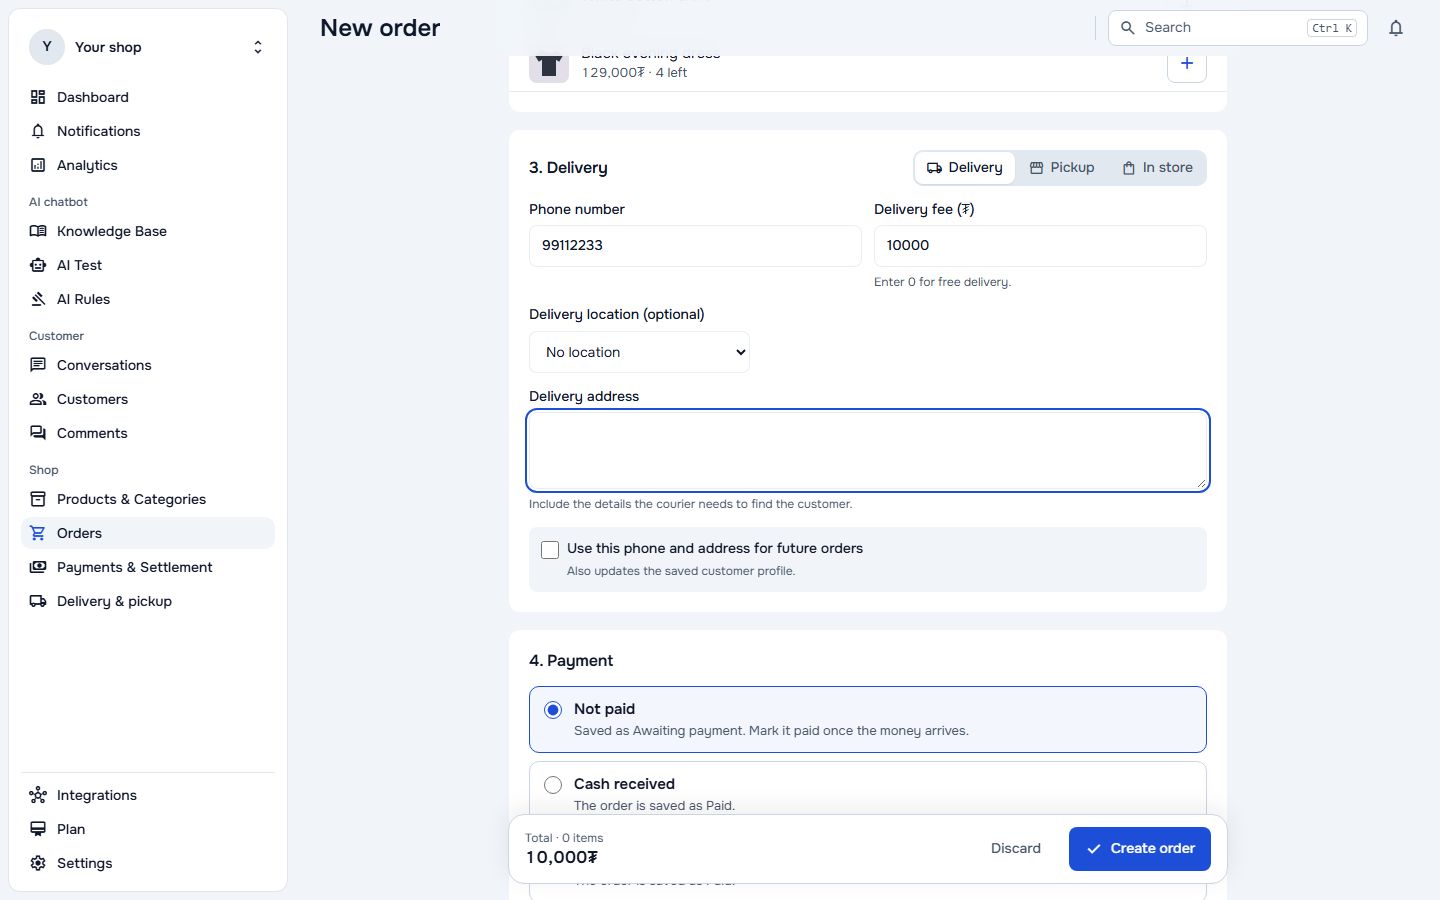 Y
Your shop
Dashboard
Notifications
Analytics
AI chatbot
Knowledge Base
AI Test
AI Rules
Customer
Conversations
Customers
Comments
Shop
Products & Categories
Orders
Payments & Settlement
Delivery & pickup
Integrations
Plan
Settings
New order
Search
Ctrl K
Black evening dress
129,000₮ · 4 left
3. Delivery
Delivery
Pickup
In store
Phone number
Delivery fee (₮)
99112233
10000
Enter 0 for free delivery.
Delivery location (optional)
No location
Delivery address
Include the details the courier needs to find the customer.
Use this phone and address for future orders
Also updates the saved customer profile.
4. Payment
Not paid
Saved as Awaiting payment. Mark it paid once the money arrives.
Cash received
The order is saved as Paid.
Total · 0 items
10,000₮
Discard
Create order